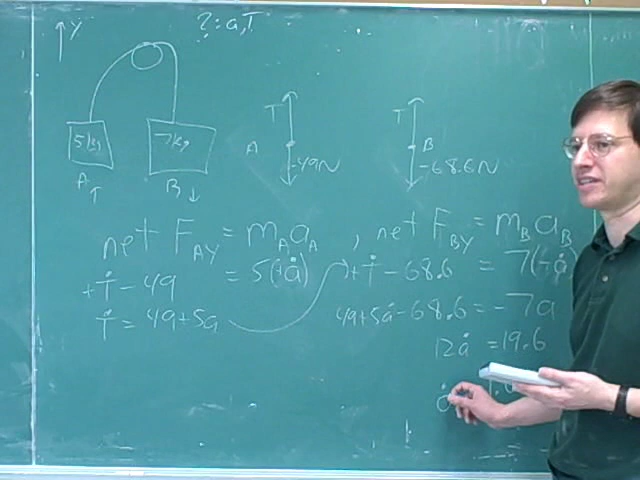 ↑Y
?: a,T
5kg
7kg
A↑
B↓
T
A
-49N
T
B
-68.6N
net F_AY = m_A a_A , net F_BY = m_B a_B
+T - 49 = 5(+a)
+T - 68.6 = 7(-a)
T = 49+5a
49+5a-68.6 = -7a
12a = 19.6